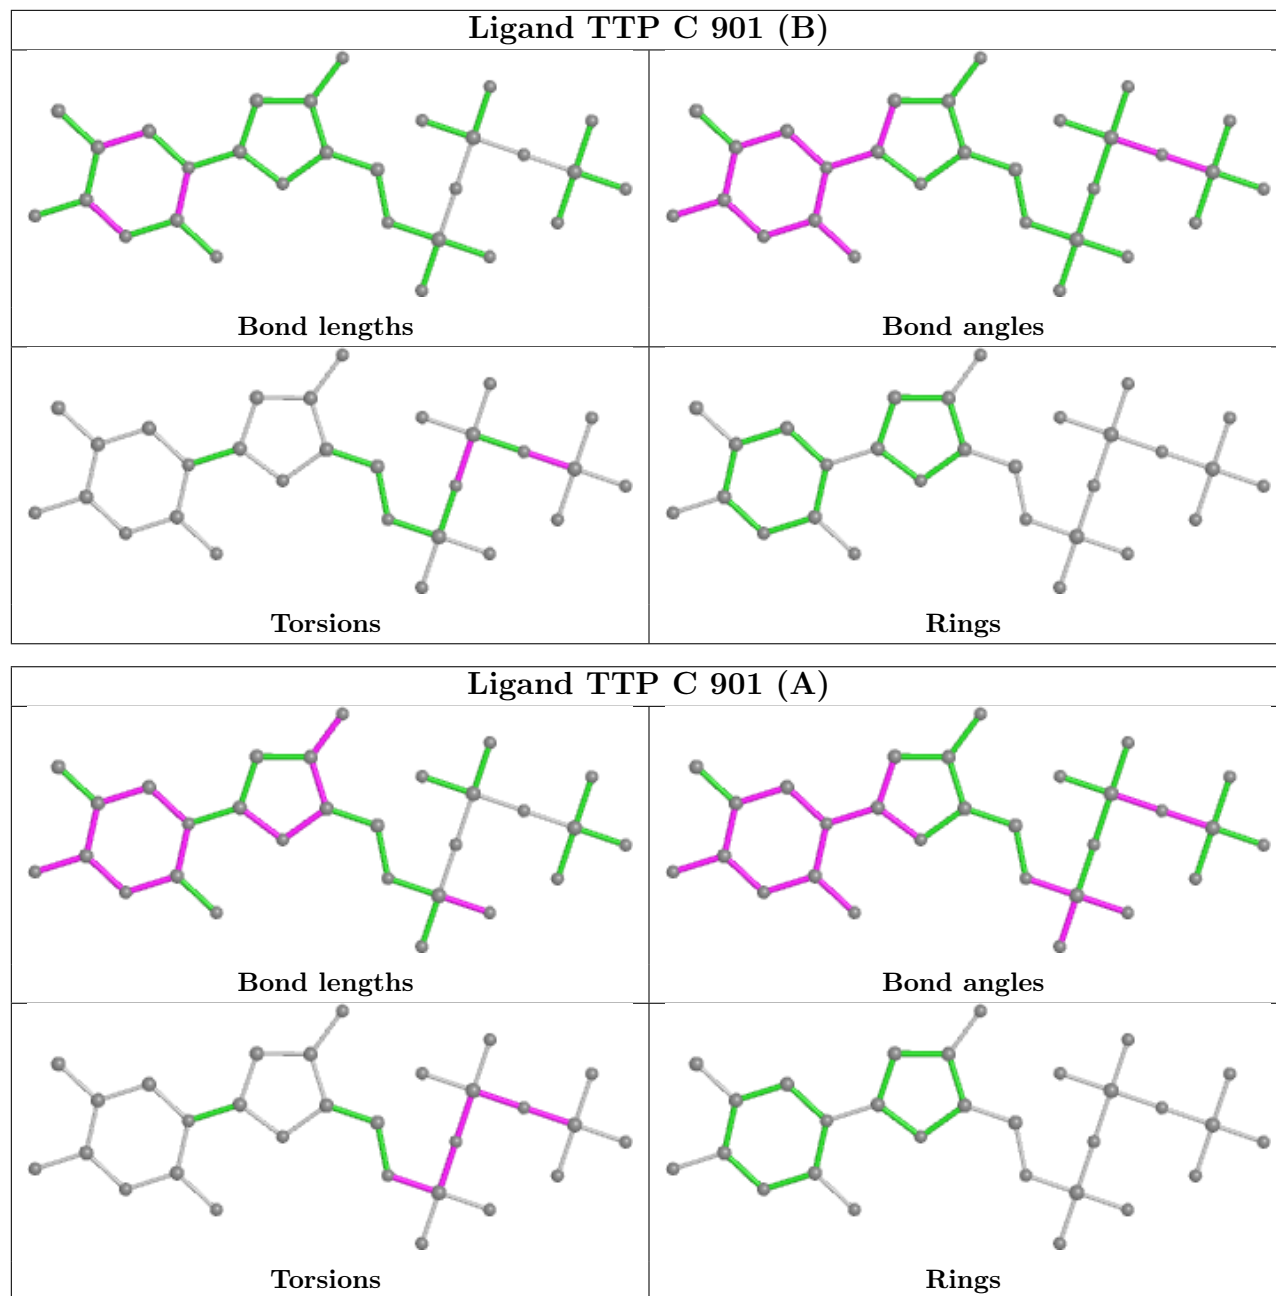 Ligand TTP C 901 (B)
Bond lengths
Bond angles
Torsions
Rings
Ligand TTP C 901 (A)
Bond lengths
Bond angles
Torsions
Rings